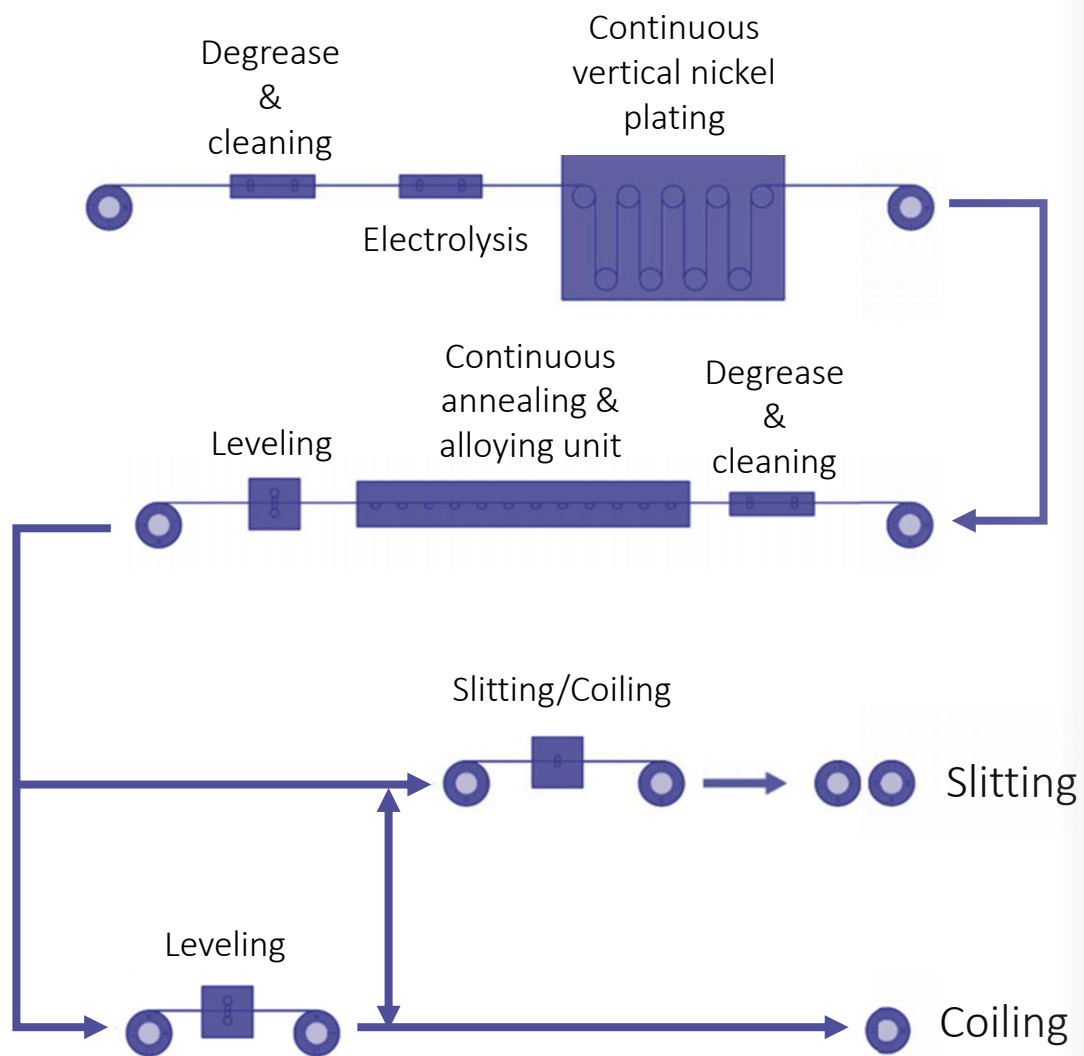 Degrease
&
cleaning
Electrolysis
Continuous
vertical nickel
plating
Leveling
Continuous
annealing &
alloying unit
Degrease
&
cleaning
Slitting/Coiling
Slitting
Leveling
Coiling